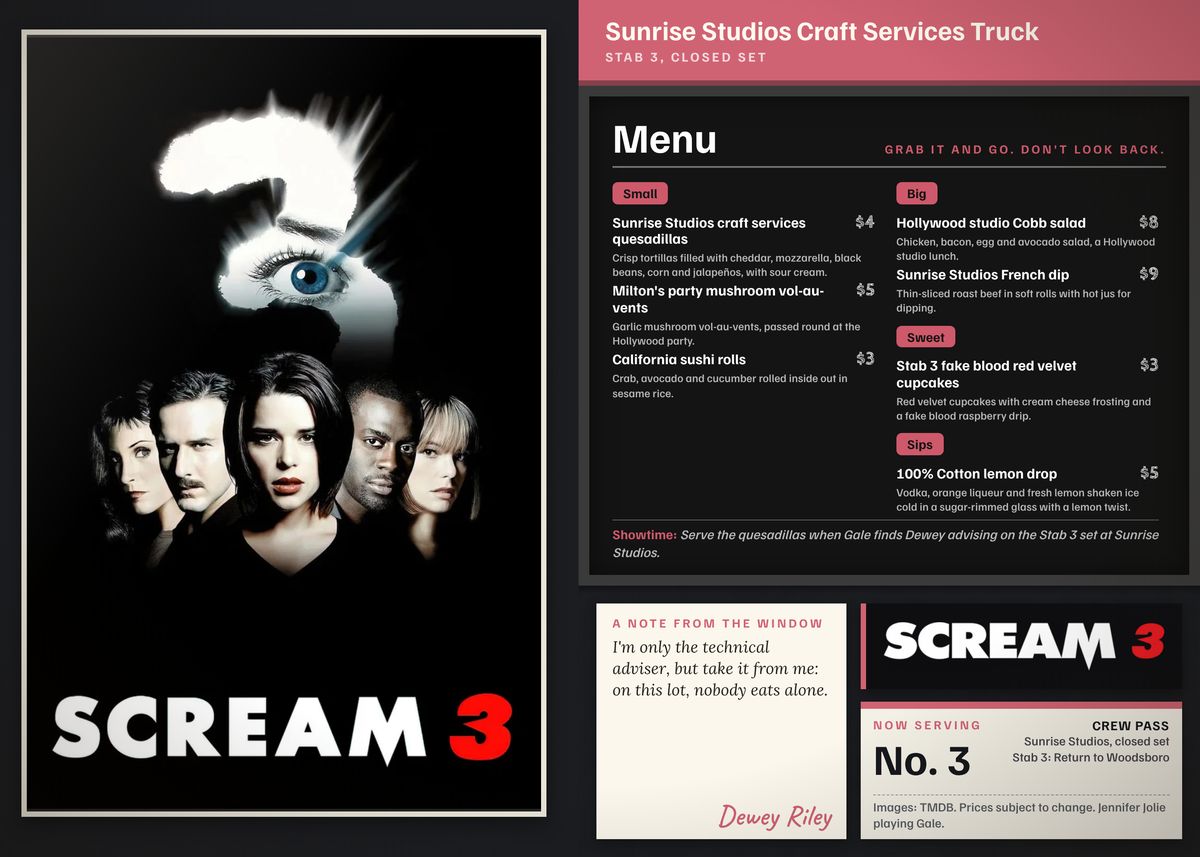 SCREAM 3
Sunrise Studios Craft Services Truck
STAB 3, CLOSED SET
Menu
GRAB IT AND GO. DON'T LOOK BACK.
Small
Sunrise Studios craft services
quesadillas
$4
Crisp tortillas filled with cheddar, mozzarella, black
beans, corn and jalapeños, with sour cream.
Milton's party mushroom vol-au-
vents
$5
Garlic mushroom vol-au-vents, passed round at the
Hollywood party.
California sushi rolls
$3
Crab, avocado and cucumber rolled inside out in
sesame rice.
Big
Hollywood studio Cobb salad
$8
Chicken, bacon, egg and avocado salad, a Hollywood
studio lunch.
Sunrise Studios French dip
$9
Thin-sliced roast beef in soft rolls with hot jus for
dipping.
Sweet
Stab 3 fake blood red velvet
cupcakes
$3
Red velvet cupcakes with cream cheese frosting and
a fake blood raspberry drip.
Sips
100% Cotton lemon drop
$5
Vodka, orange liqueur and fresh lemon shaken ice
cold in a sugar-rimmed glass with a lemon twist.
Showtime: Serve the quesadillas when Gale finds Dewey advising on the Stab 3 set at Sunrise
Studios.
A NOTE FROM THE WINDOW
I'm only the technical
adviser, but take it from me:
on this lot, nobody eats alone.
Dewey Riley
SCREAM 3
NOW SERVING
No. 3
CREW PASS
Sunrise Studios, closed set
Stab 3: Return to Woodsboro
Images: TMDB. Prices subject to change. Jennifer Jolie
playing Gale.